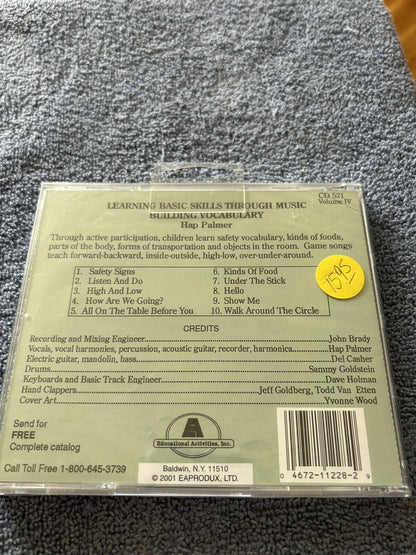 LEARNING BASIC SKILLS THROUGH MUSIC
CD 521
BUILDING VOCABULARY
Volume IV
Hap Palmer
Through active participation, children learn safety vocabulary, kinds of foods,
parts of the body, forms of transportation and objects in the room. Game songs
teach forward-backward, inside-outside, high-low, over-under-around.
1. Safety Signs
2. Listen And Do
3. High And Low
4. How Are We Going?
5. All On The Table Before You
6. Kinds Of Food
7. Under The Stick
8. Hello
9. Show Me
10. Walk Around The Circle
1595
CREDITS
Recording and Mixing Engineer John Brady
Vocals, vocal harmonies, percussion, acoustic guitar, recorder, harmonica Hap Palmer
Electric guitar, mandolin, bass Del Casher
Drums Sammy Goldstein
Keyboards and Basic Track Engineer Dave Holman
Hand Clappers Jeff Goldberg, Todd Van Etten
Cover Art Yvonne Wood
Send for
FREE
Complete catalog
Call Toll Free 1-800-645-3739
Educational Activities, Inc.
Baldwin, N.Y. 11510
© 2001 EAPRODUX, LTD.
0 4672-11228-2 9